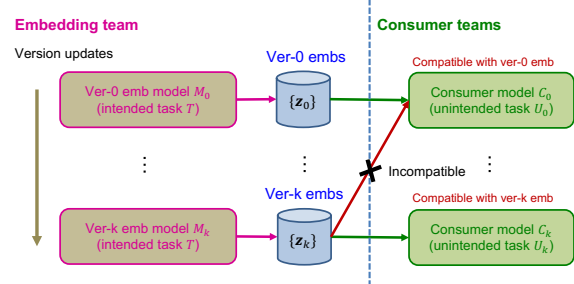 Embedding team
Consumer teams
Version updates
Ver-0 embs
Compatible with ver-0 emb
Ver-0 emb model M₀
(intended task T)
{z₀}
Consumer model C₀
(unintended task U₀)
⋮ ⋮ ⋮
Incompatible
Ver-k embs
Compatible with ver-k emb
Ver-k emb model Mₖ
(intended task T)
{zₖ}
Consumer model Cₖ
(unintended task Uₖ)